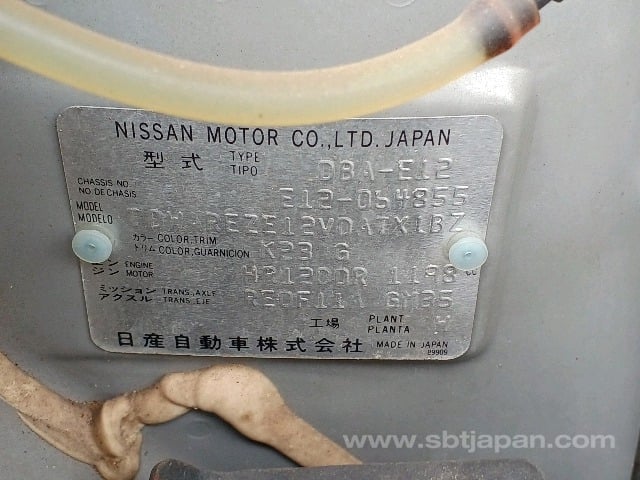 NISSAN MOTOR CO.,LTD. JAPAN
型式 TYPE TIPO DBA-E12
CHASSIS NO. NO.DE CHASIS E12-064855
MODEL MODELO
カラー トリム COLOR,TRIM COLOR,GUARNICION K23 G
エンジン ENGINE MOTOR HR12DDR 1198 cc
ミッション アクスル TRANS.,AXLE TRANS.,EJE RE0F11A GM35
工場 PLANT PLANTA
日産自動車株式会社 MADE IN JAPAN
29909
www.sbtjapan.com